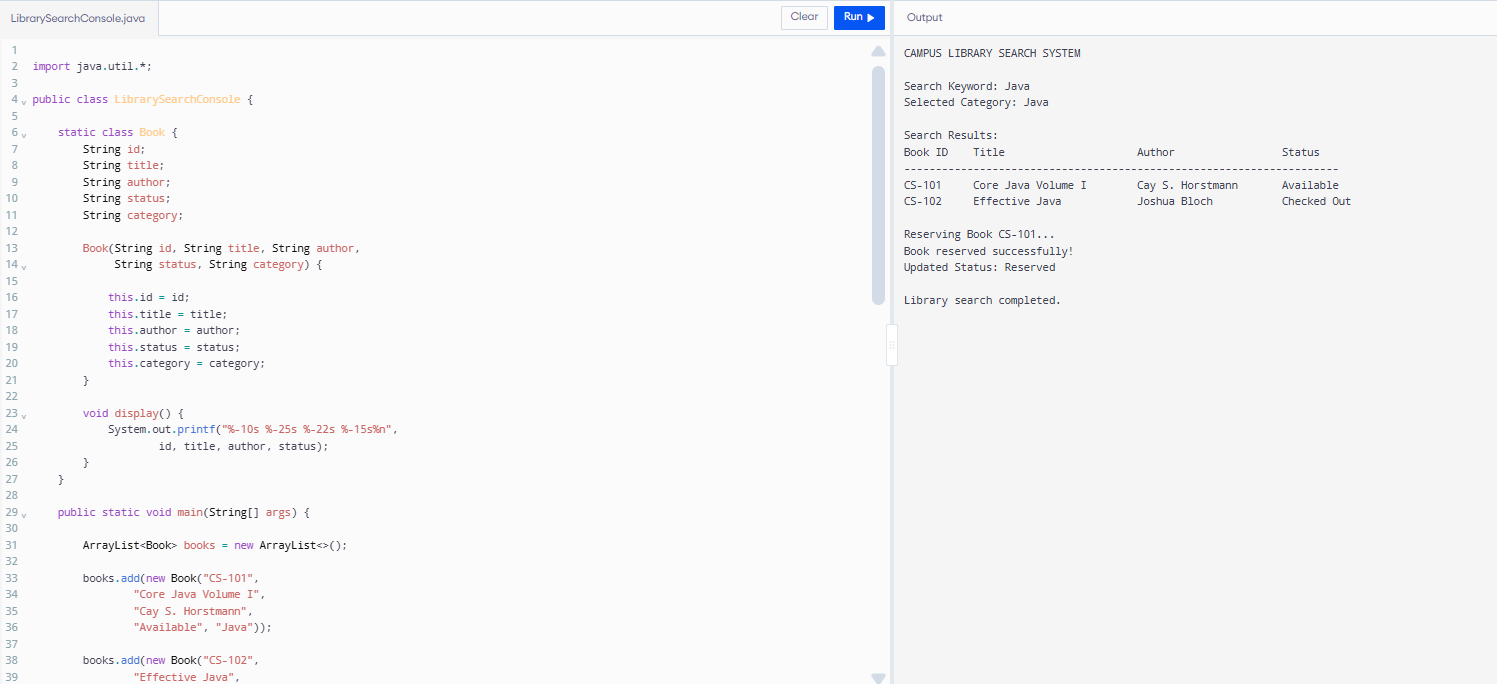 LibrarySearchConsole.java
Clear
Run
Output
1
2 import java.util.*;
3
4 public class LibrarySearchConsole {
5
6     static class Book {
7         String id;
8         String title;
9         String author;
10         String status;
11         String category;
12
13         Book(String id, String title, String author,
14              String status, String category) {
15
16             this.id = id;
17             this.title = title;
18             this.author = author;
19             this.status = status;
20             this.category = category;
21         }
22
23         void display() {
24             System.out.printf("%-10s %-25s %-22s %-15s%n",
25                     id, title, author, status);
26         }
27     }
28
29     public static void main(String[] args) {
30
31         ArrayList<Book> books = new ArrayList<>();
32
33         books.add(new Book("CS-101",
34                 "Core Java Volume I",
35                 "Cay S. Horstmann",
36                 "Available", "Java"));
37
38         books.add(new Book("CS-102",
39                 "Effective Java",
CAMPUS LIBRARY SEARCH SYSTEM
Search Keyword: Java
Selected Category: Java
Search Results:
Book ID    Title                     Author                 Status
---------------------------------------------------------------------
CS-101     Core Java Volume I        Cay S. Horstmann       Available
CS-102     Effective Java            Joshua Bloch           Checked Out
Reserving Book CS-101...
Book reserved successfully!
Updated Status: Reserved
Library search completed.